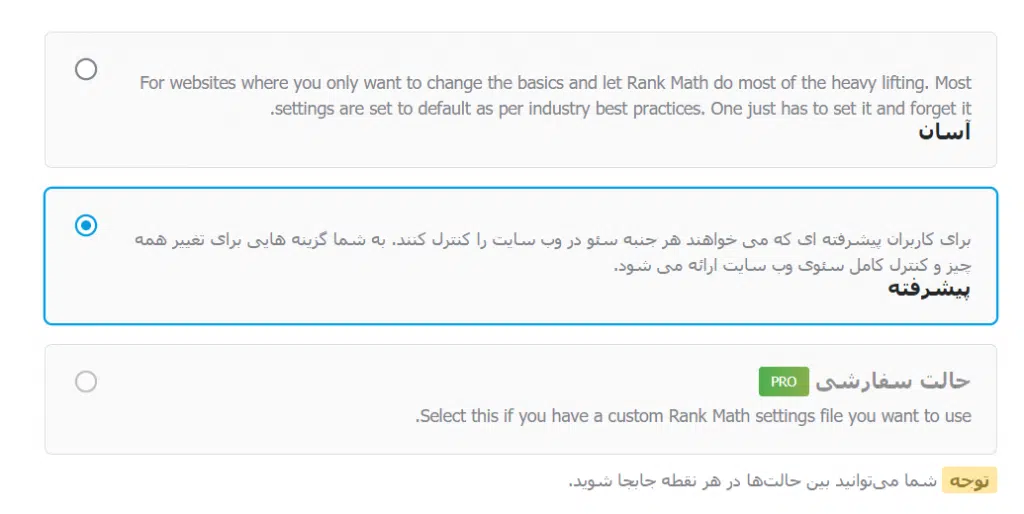 For websites where you only want to change the basics and let Rank Math do most of the heavy lifting. Most
settings are set to default as per industry best practices. One just has to set it and forget it.
آسان
برای کاربران پیشرفته ای که می خواهند هر جنبه سئو در وب سایت را کنترل کنند. به شما گزینه هایی برای تغییر همه
چیز و کنترل کامل سئوی وب سایت ارائه می شود.
پیشرفته
حالت سفارشی PRO
Select this if you have a custom Rank Math settings file you want to use.
توجه شما می‌توانید بین حالت‌ها در هر نقطه جابجا شوید.